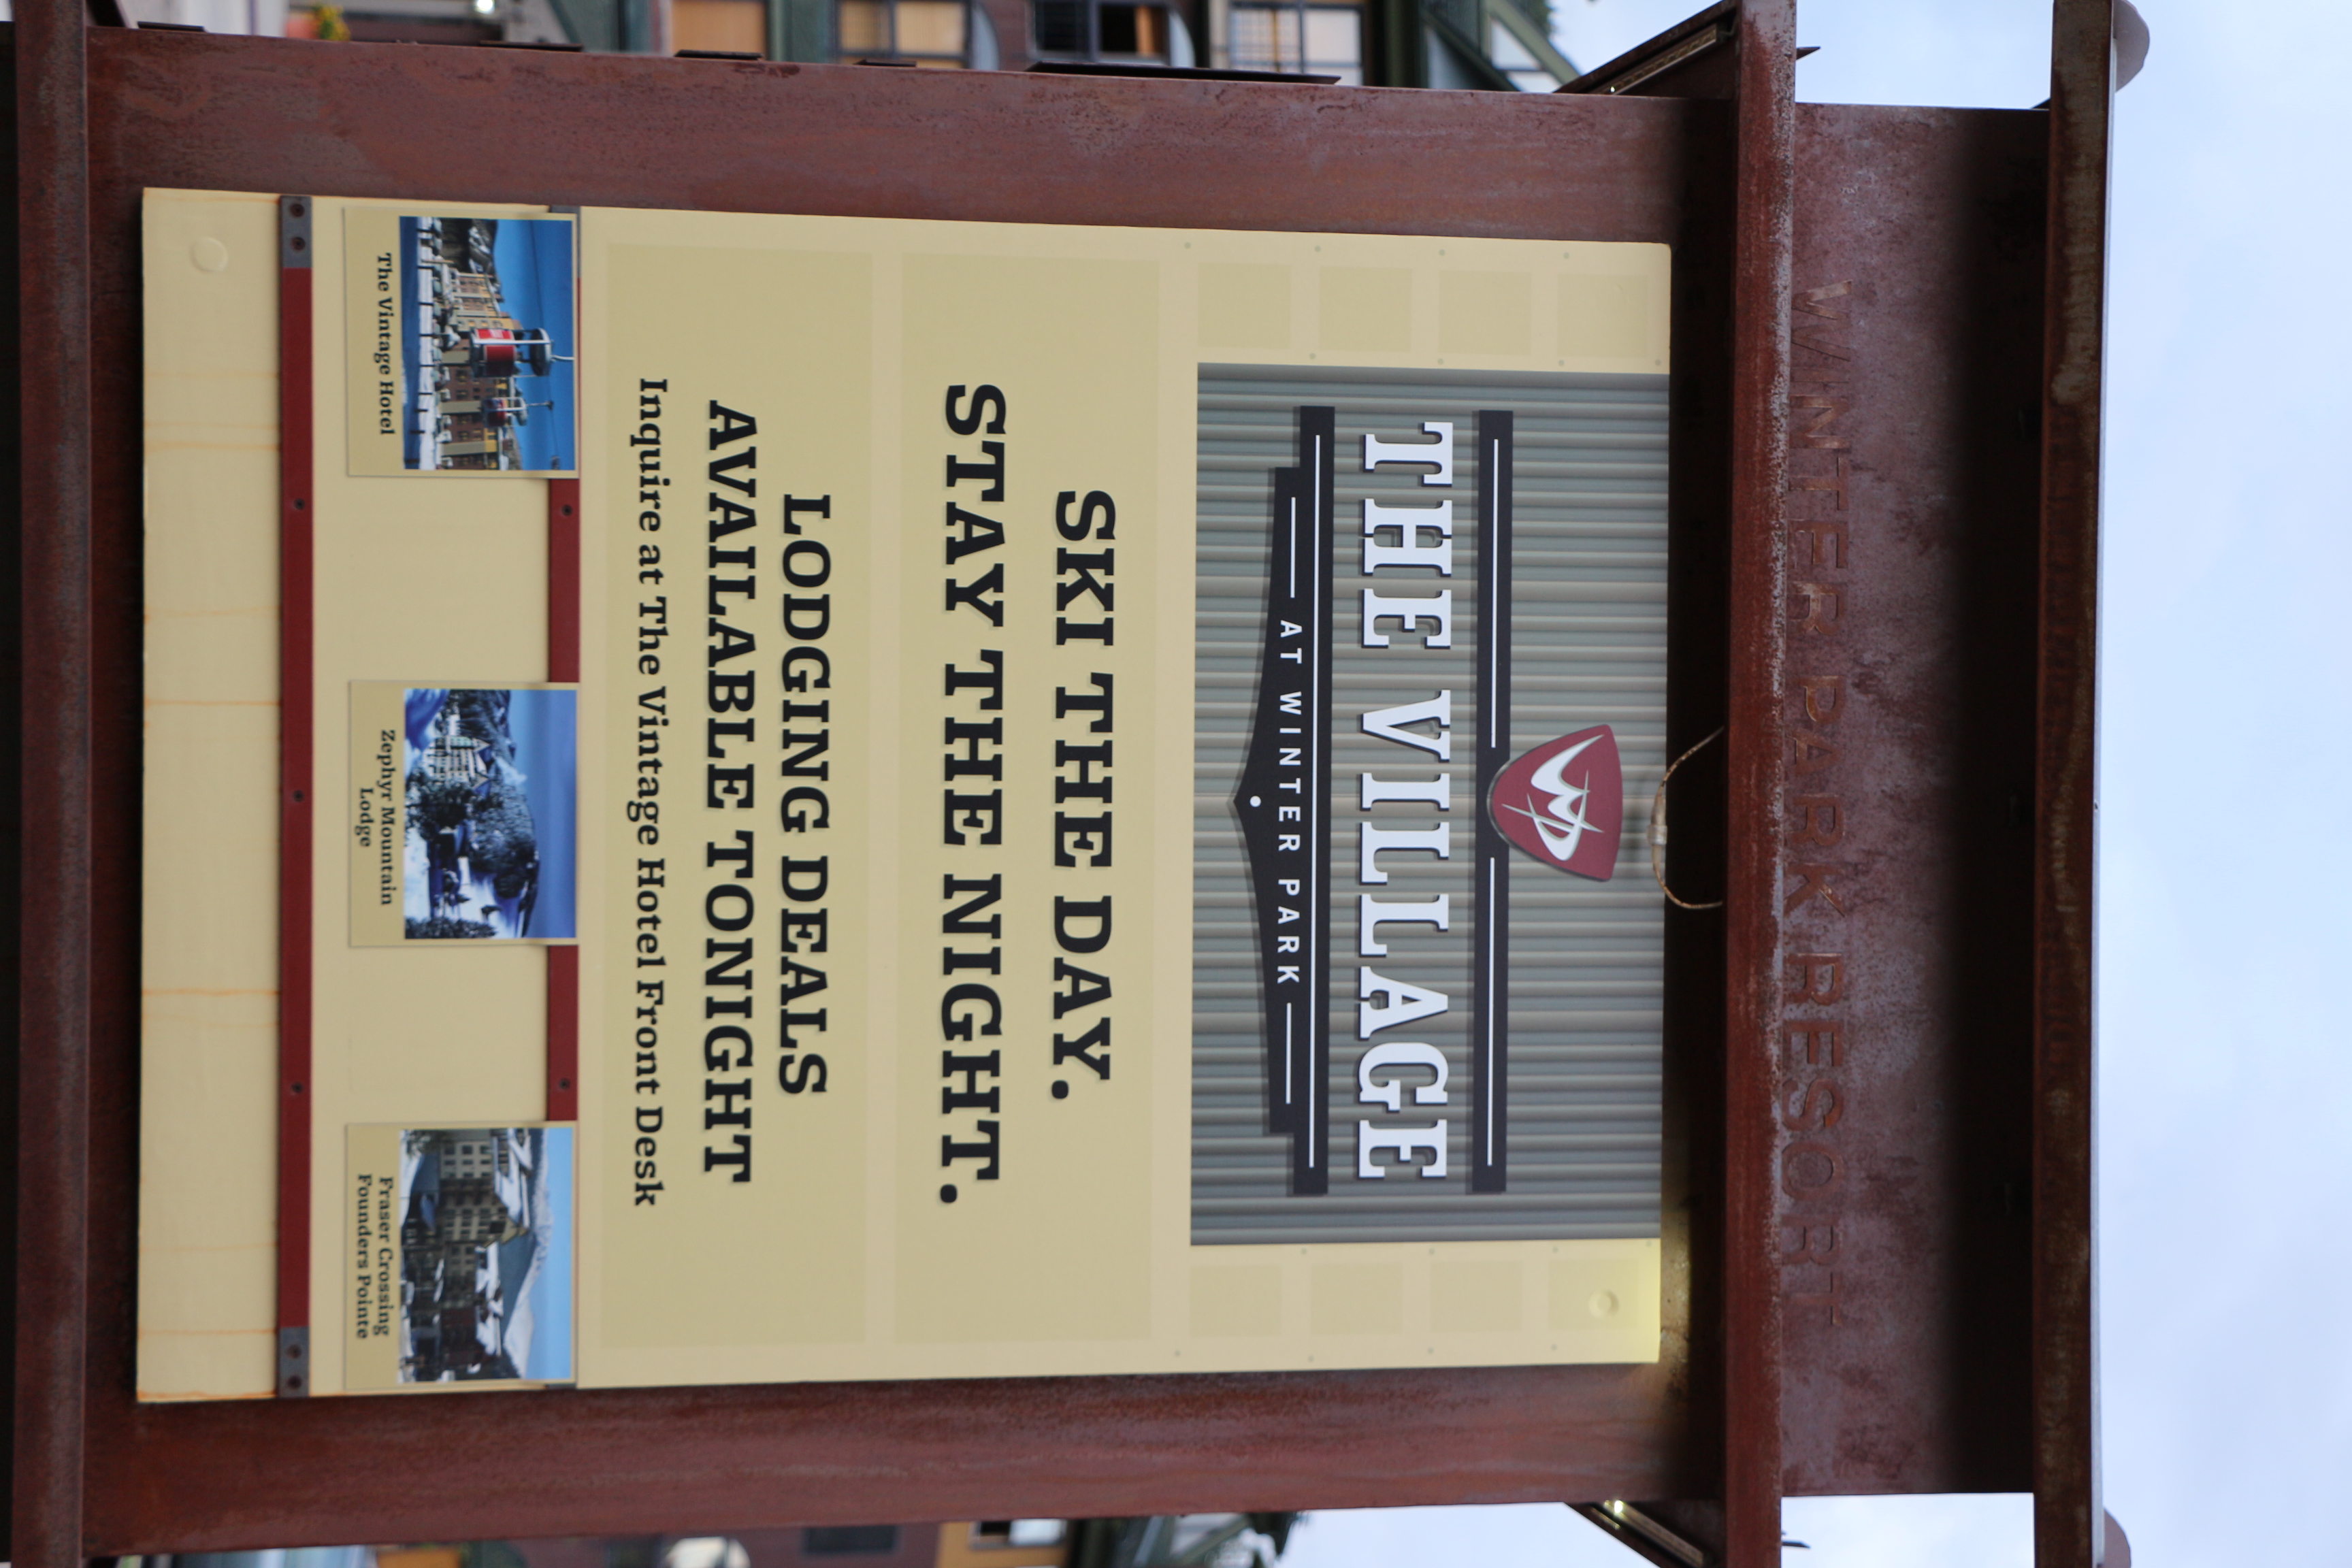 WINTER PARK RESORT
THE VILLAGE
AT WINTER PARK
SKI THE DAY.
STAY THE NIGHT.
LODGING DEALS
AVAILABLE TONIGHT
Inquire at The Vintage Hotel Front Desk
The Vintage Hotel
Zephyr Mountain
Lodge
Fraser Crossing
Founders Pointe